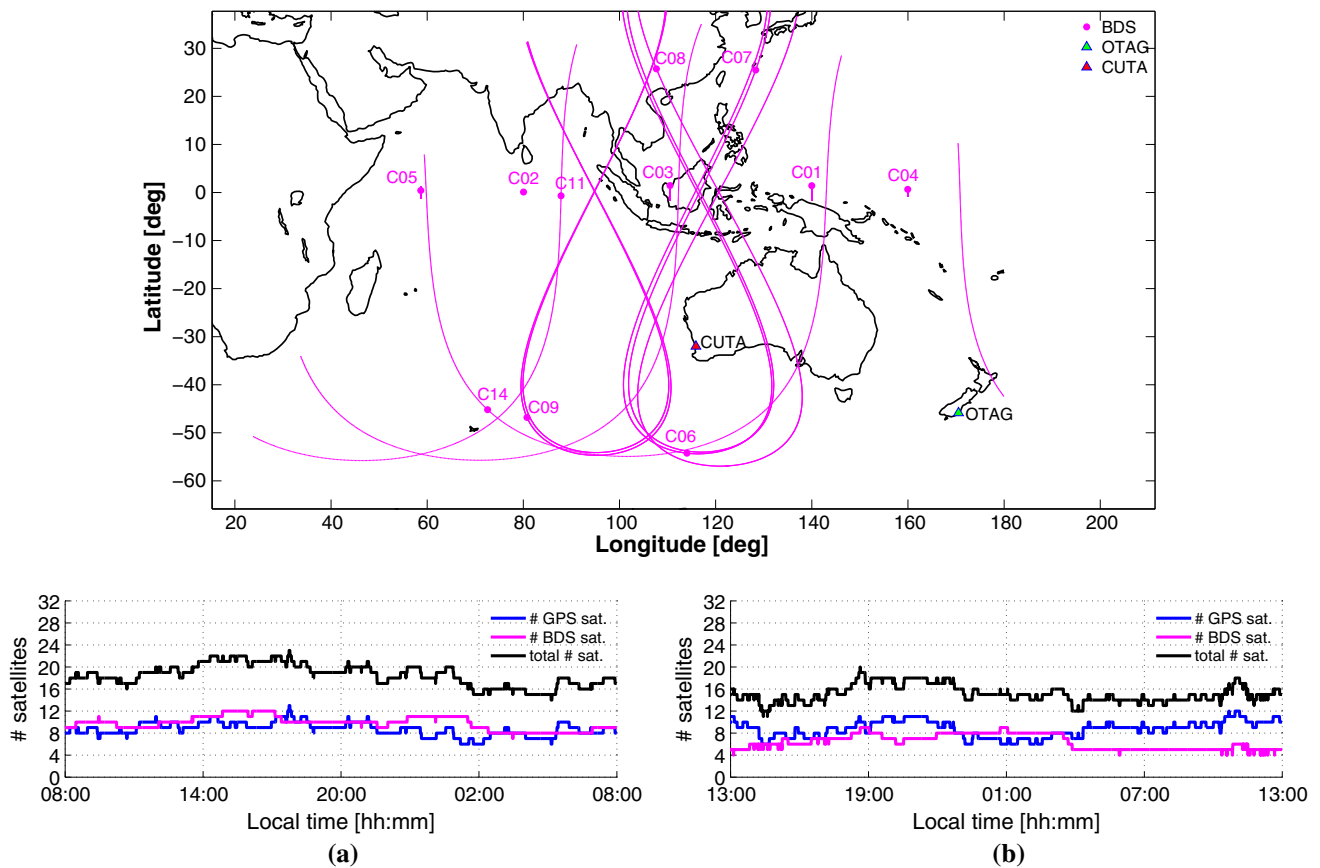 BDS
OTAG
CUTA
C08
C07
C05
C02
C11
C03
C01
C04
CUTA
C14
C09
C06
OTAG
30
20
10
0
−10
−20
−30
−40
−50
−60
Latitude [deg]
20 40 60 80 100 120 140 160 180 200
Longitude [deg]
32
28
24
20
16
12
8
4
0
# satellites
# GPS sat.
# BDS sat.
total # sat.
08:00 14:00 20:00 02:00 08:00
Local time [hh:mm]
(a)
32
28
24
20
16
12
8
4
0
# satellites
# GPS sat.
# BDS sat.
total # sat.
13:00 19:00 01:00 07:00 13:00
Local time [hh:mm]
(b)